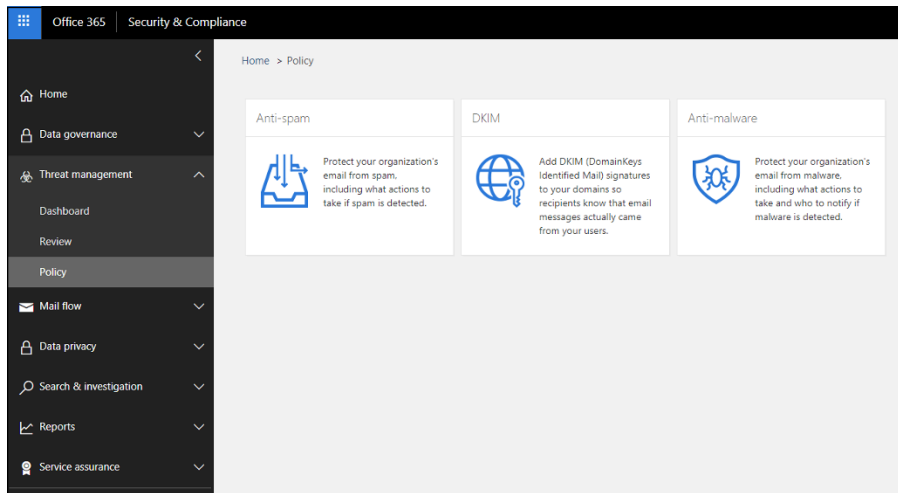 Office 365 Security & Compliance
Home > Policy
Home
Data governance
Threat management
Dashboard
Review
Policy
Mail flow
Data privacy
Search & investigation
Reports
Service assurance
Anti-spam
Protect your organization's
email from spam,
including what actions to
take if spam is detected.
DKIM
Add DKIM (DomainKeys
Identified Mail) signatures
to your domains so
recipients know that email
messages actually came
from your users.
Anti-malware
Protect your organization's
email from malware,
including what actions to
take and who to notify if
malware is detected.